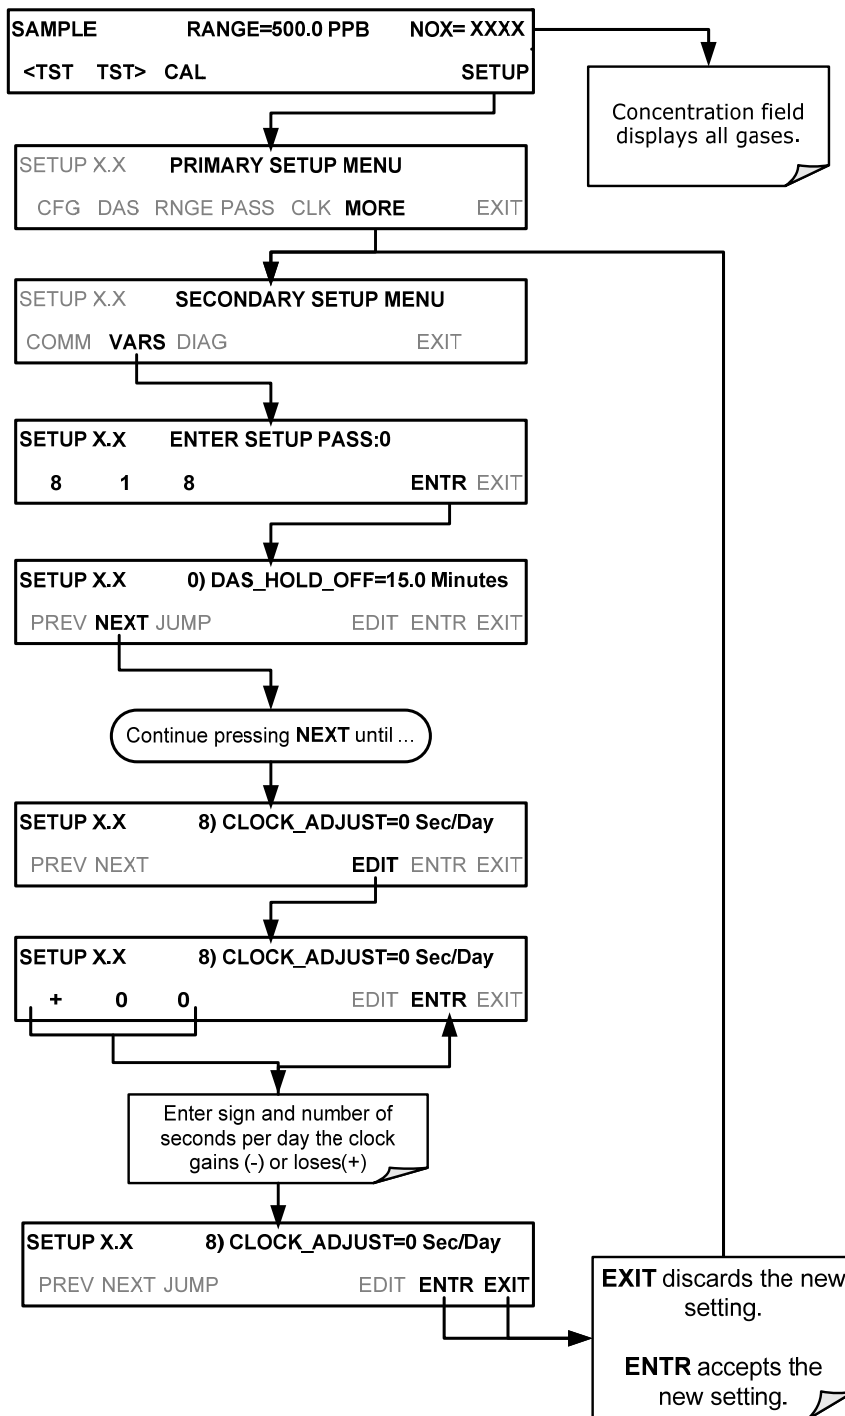 SAMPLE RANGE=500.0 PPB NOX= XXXX
<TST TST> CAL SETUP
Concentration field
displays all gases.
SETUP X.X PRIMARY SETUP MENU
CFG DAS RNGE PASS CLK MORE EXIT
SETUP X.X SECONDARY SETUP MENU
COMM VARS DIAG EXIT
SETUP X.X ENTER SETUP PASS:0
8 1 8 ENTR EXIT
SETUP X.X 0) DAS_HOLD_OFF=15.0 Minutes
PREV NEXT JUMP EDIT ENTR EXIT
Continue pressing NEXT until ...
SETUP X.X 8) CLOCK_ADJUST=0 Sec/Day
PREV NEXT EDIT ENTR EXIT
SETUP X.X 8) CLOCK_ADJUST=0 Sec/Day
+ 0 0 EDIT ENTR EXIT
Enter sign and number of
seconds per day the clock
gains (-) or loses(+)
SETUP X.X 8) CLOCK_ADJUST=0 Sec/Day
PREV NEXT JUMP EDIT ENTR EXIT
EXIT discards the new
setting.
ENTR accepts the
new setting.